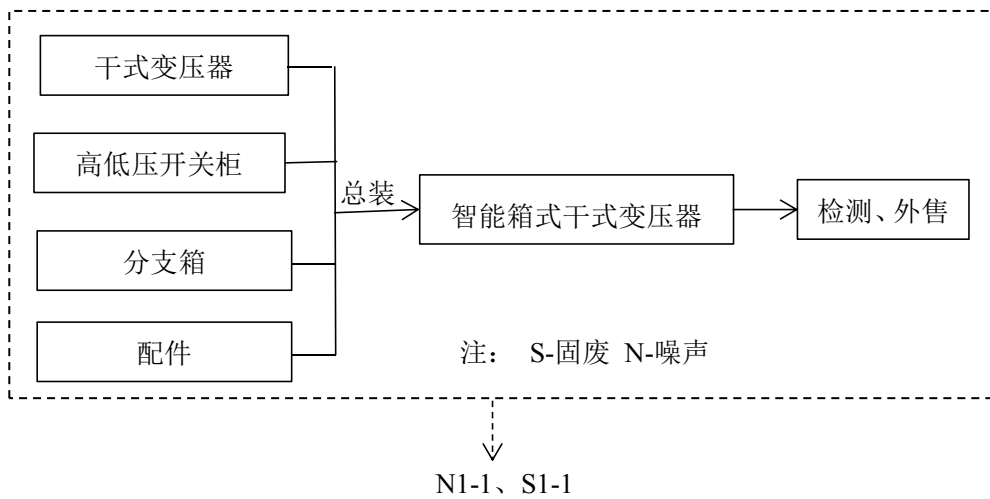 干式变压器
高低压开关柜
分支箱
配件
总装
智能箱式干式变压器
检测、外售
注： S-固废 N-噪声
N1-1、S1-1